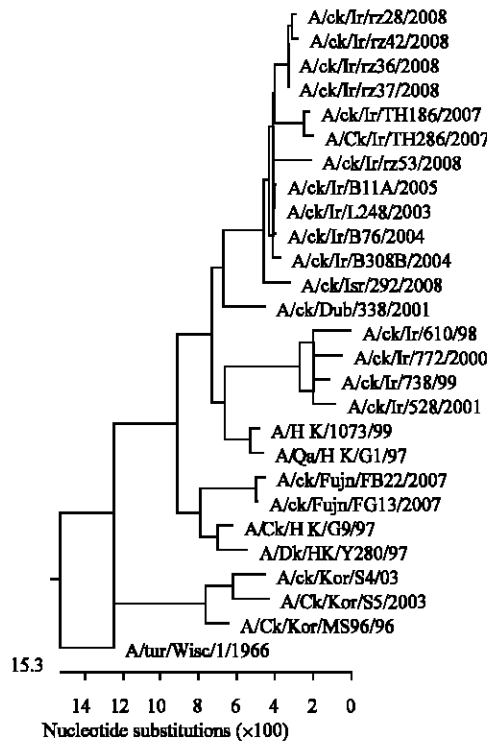 A/ck/Ir/rz28/2008
A/ck/Ir/rz42/2008
A/ck/Ir/rz36/2008
A/ck/Ir/rz37/2008
A/ck/Ir/TH186/2007
A/Ck/Ir/TH286/2007
A/ck/Ir/rz53/2008
A/ck/Ir/B11A/2005
A/ck/Ir/L248/2003
A/ck/Ir/B76/2004
A/ck/Ir/B308B/2004
A/ck/Isr/292/2008
A/ck/Dub/338/2001
A/ck/Ir/610/98
A/ck/Ir/772/2000
A/ck/Ir/738/99
A/ck/Ir/528/2001
A/H K/1073/99
A/Qa/H K/G1/97
A/ck/Fujn/FB22/2007
A/ck/Fujn/FG13/2007
A/Ck/H K/G9/97
A/Dk/HK/Y280/97
A/ck/Kor/S4/03
A/Ck/Kor/S5/2003
A/Ck/Kor/MS96/96
A/tur/Wisc/1/1966
15.3
14 12 10 8 6 4 2 0
Nucleotide substitutions (×100)